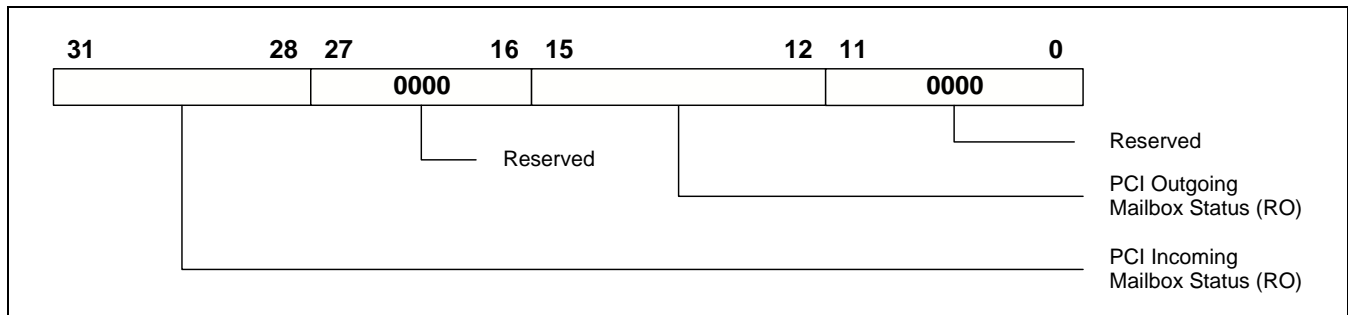 31 28 27 16 15 12 11 0
0000 0000
Reserved
Reserved
PCI Outgoing
Mailbox Status (RO)
PCI Incoming
Mailbox Status (RO)